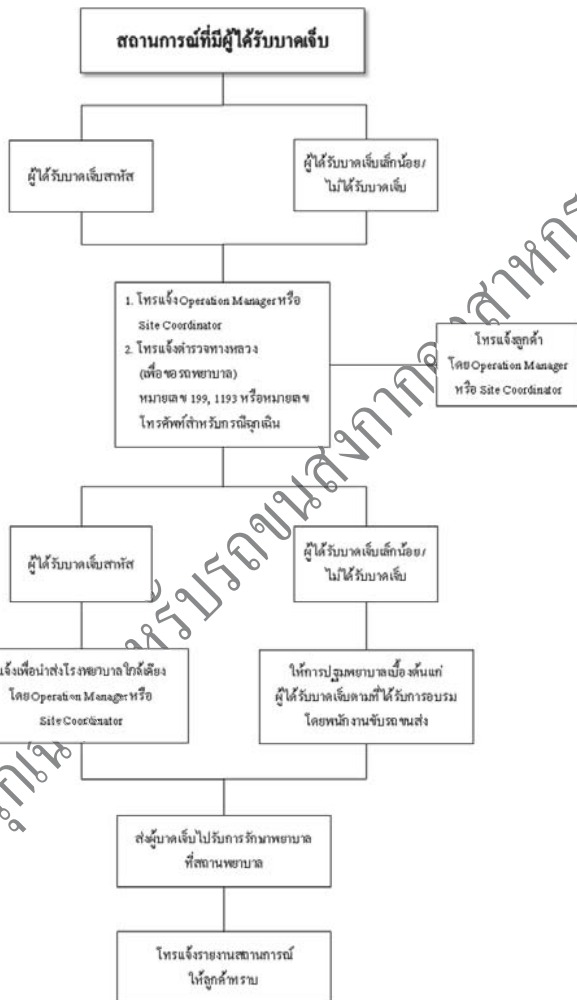 สถานการณ์ที่มีผู้ได้รับบาดเจ็บ
ผู้ได้รับบาดเจ็บสาหัส
ผู้ได้รับบาดเจ็บเล็กน้อย/
ไม่ได้รับบาดเจ็บ
1. โทรแจ้ง Operation Manager หรือ
Site Coordinator
2. โทรแจ้งตำรวจทางหลวง
(เพื่อขอรถพยาบาล)
หมายเลข 199, 1193 หรือหมายเลข
โทรศัพท์สำหรับกรณีฉุกเฉิน
โทรแจ้งลูกค้า
โดย Operation Manager
หรือ Site Coordinator
ผู้ได้รับบาดเจ็บสาหัส
ผู้ได้รับบาดเจ็บเล็กน้อย/
ไม่ได้รับบาดเจ็บ
แจ้งเพื่อนำส่งโรงพยาบาลใกล้เคียง
โดย Operation Manager หรือ
Site Coordinator
ให้การปฐมพยาบาลเบื้องต้นแก่
ผู้ได้รับบาดเจ็บตามที่ได้รับการอบรม
โดยพนักงานขับรถขนส่ง
ส่งผู้บาดเจ็บไปรับการรักษาพยาบาล
ที่สถานพยาบาล
โทรแจ้งรายงานสถานการณ์
ให้ลูกค้าทราบ